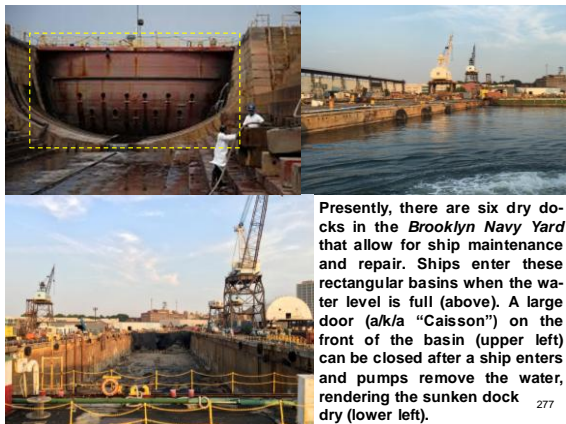 Presently, there are six dry do-
cks in the Brooklyn Navy Yard
that allow for ship maintenance
and repair. Ships enter these
rectangular basins when the wa-
ter level is full (above). A large
door (a/k/a “Caisson”) on the
front of the basin (upper left)
can be closed after a ship enters
and pumps remove the water,
rendering the sunken dock
dry (lower left).
277